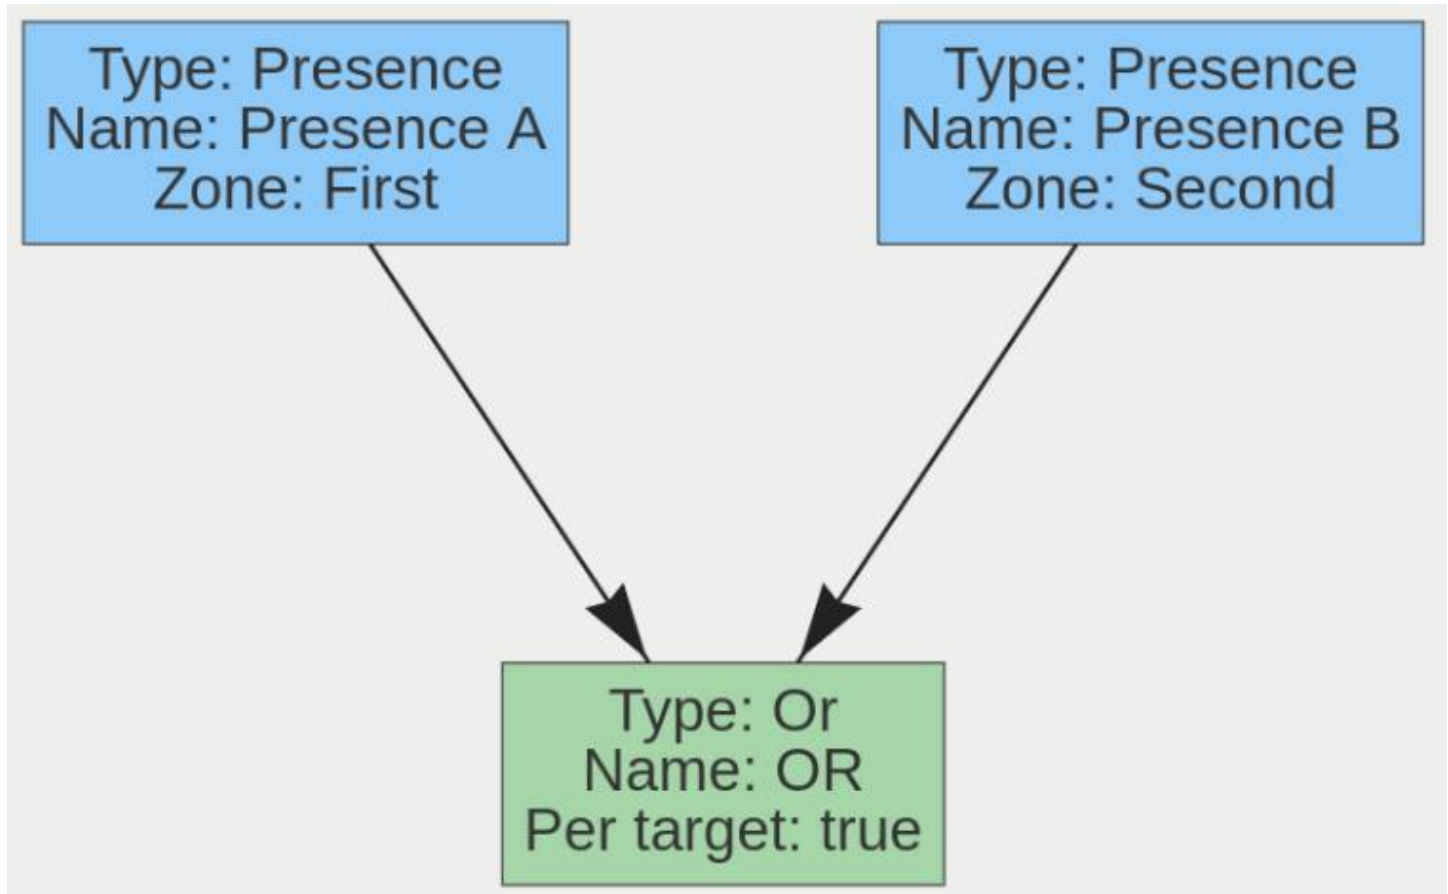 Type: Presence
Name: Presence A
Zone: First
Type: Presence
Name: Presence B
Zone: Second
Type: Or
Name: OR
Per target: true